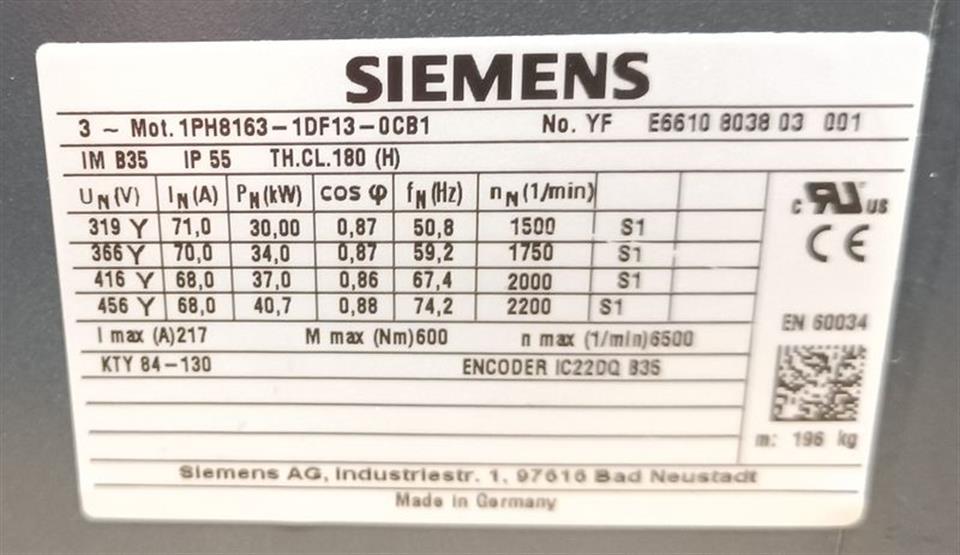 SIEMENS
3 ~ Mot. 1PH8163-1DF13-0CB1 No. YF E6610 8038 03 001
IM B35 IP 55 TH.CL.180 (H)
UN(V) IN(A) PN(kW) cos φ fN(Hz) nN(1/min)
319 Y 71,0 30,00 0,87 50,8 1500 S1
366 Y 70,0 34,0 0,87 59,2 1750 S1
416 Y 68,0 37,0 0,86 67,4 2000 S1
456 Y 68,0 40,7 0,88 74,2 2200 S1
c RU us
CE
EN 60034
I max (A)217 M max (Nm)600 n max (1/min)6500
KTY 84-130 ENCODER IC22DQ B35
m: 196 kg
Siemens AG, Industriestr. 1, 97616 Bad Neustadt
Made in Germany